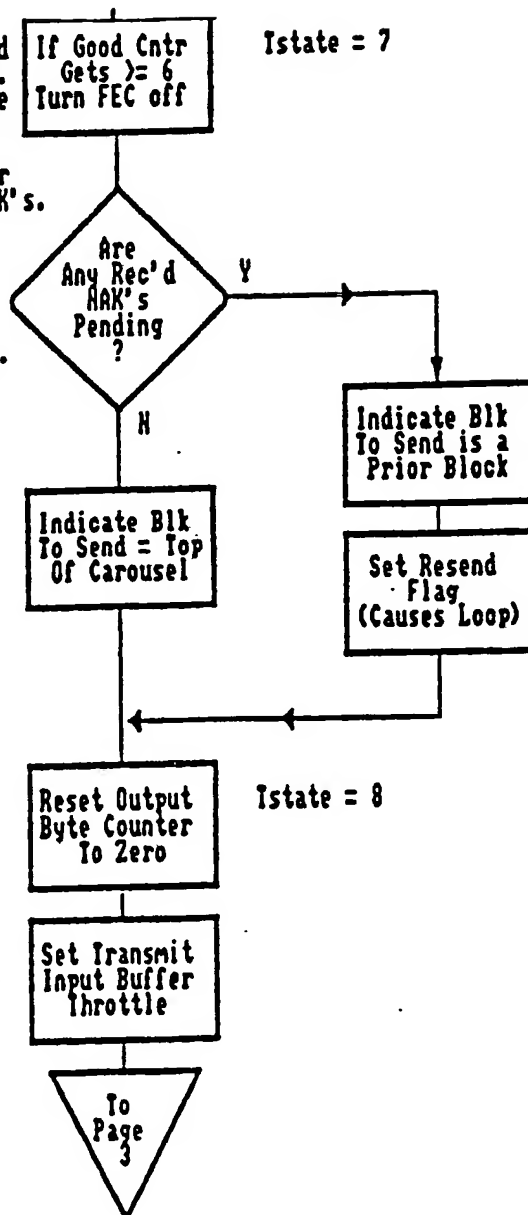 d
.
e
r
K's.
.
If Good Cntr
Gets >= 6
Turn FEC off
Tstate = 7
Are
Any Rec'd
NAK's
Pending
?
Y
N
Indicate Blk
To Send is a
Prior Block
Set Resend
Flag
(Causes Loop)
Indicate Blk
To Send = Top
Of Carousel
Reset Output
Byte Counter
To Zero
Tstate = 8
Set Transmit
Input Buffer
Throttle
To
Page
3